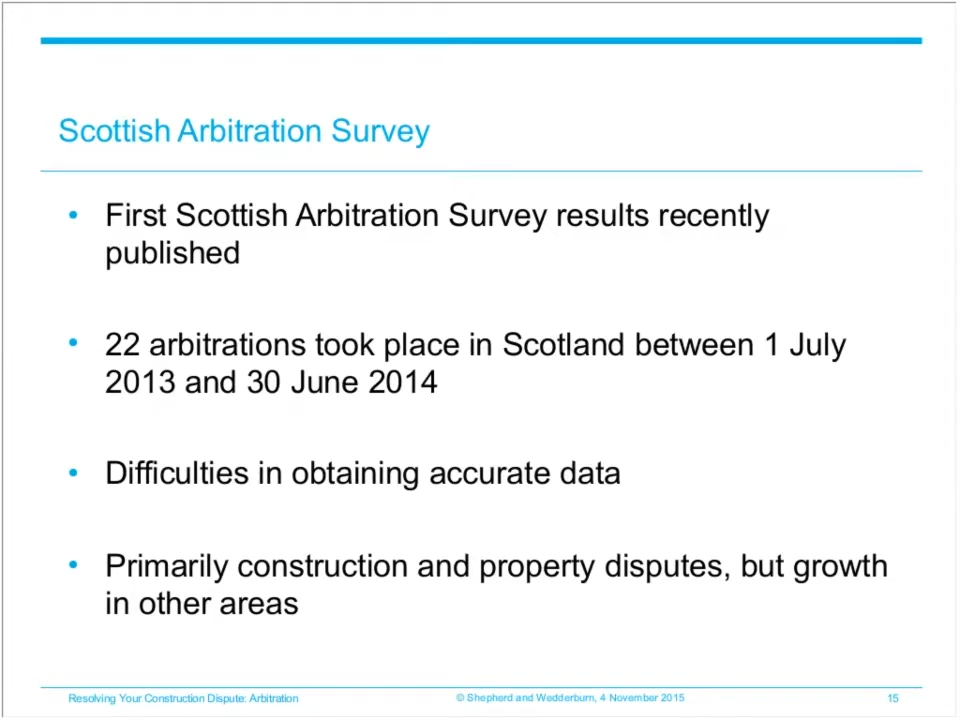 Scottish Arbitration Survey
• First Scottish Arbitration Survey results recently
published
• 22 arbitrations took place in Scotland between 1 July
2013 and 30 June 2014
• Difficulties in obtaining accurate data
• Primarily construction and property disputes, but growth
in other areas
Resolving Your Construction Dispute: Arbitration
© Shepherd and Wedderburn, 4 November 2015
15